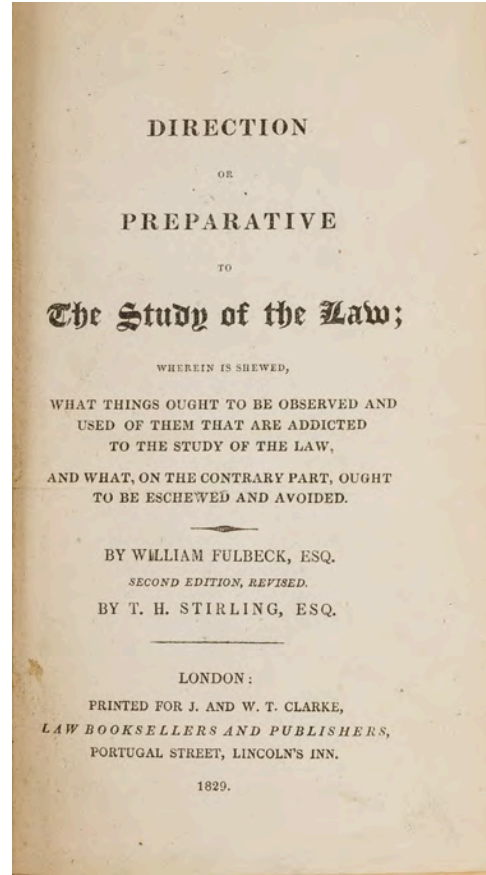 DIRECTION
OR
PREPARATIVE
TO
The Study of the Law;
WHEREIN IS SHEWED,
WHAT THINGS OUGHT TO BE OBSERVED AND
USED OF THEM THAT ARE ADDICTED
TO THE STUDY OF THE LAW,
AND WHAT, ON THE CONTRARY PART, OUGHT
TO BE ESCHEWED AND AVOIDED.
BY WILLIAM FULBECK, ESQ.
SECOND EDITION, REVISED.
BY T. H. STIRLING, ESQ.
LONDON:
PRINTED FOR J. AND W. T. CLARKE,
LAW BOOKSELLERS AND PUBLISHERS,
PORTUGAL STREET, LINCOLN'S INN.
1829.